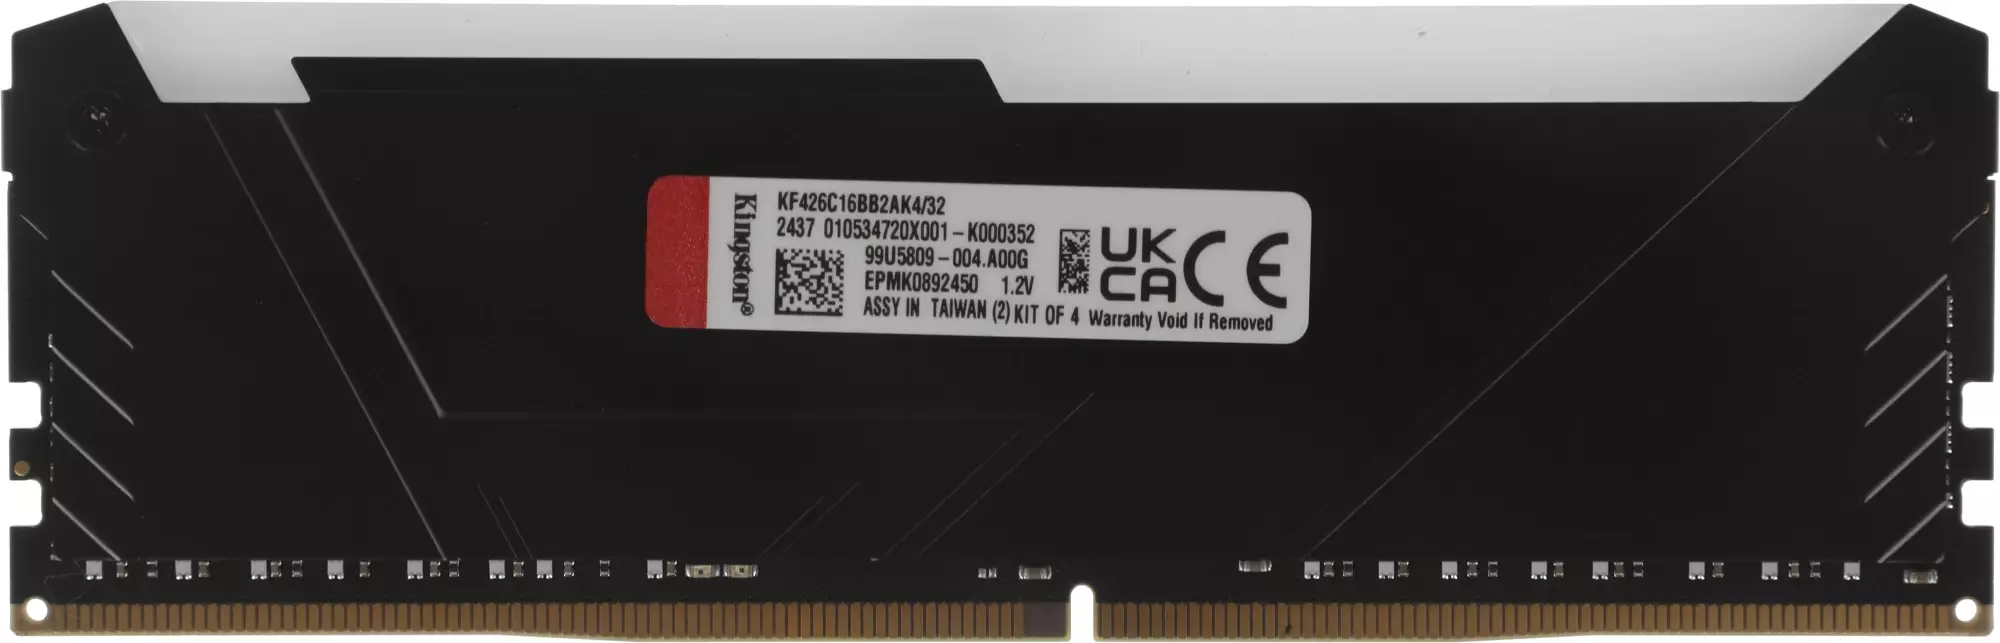 Kingston®
KF426C16BB2AK4/32
2437 010534720X001-K000352
99U5809-004.A00G
EPMK0892450 1.2V
ASSY IN TAIWAN (2) KIT OF 4 Warranty Void If Removed
UK
CA CE